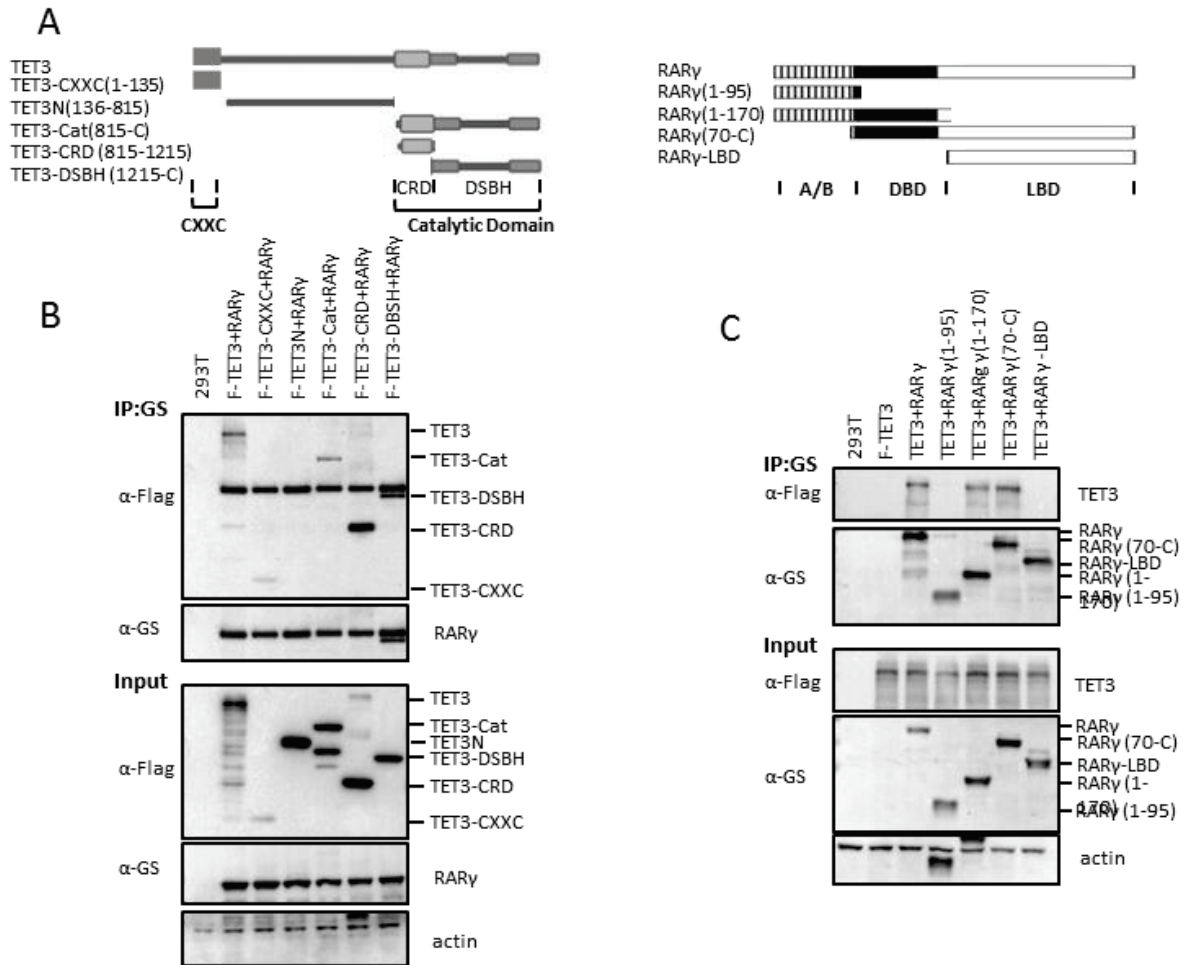 A
TET3
TET3-CXXC(1-135)
TET3N(136-815)
TET3-Cat(815-C)
TET3-CRD (815-1215)
TET3-DSBH (1215-C)
CRD
DSBH
CXXC
Catalytic Domain
RARγ
RARγ(1-95)
RARγ(1-170)
RARγ(70-C)
RARγ-LBD
A/B
DBD
LBD
B
293T
F-TET3+RARγ
F-TET3-CXXC+RARγ
F-TET3N+RARγ
F-TET3-Cat+RARγ
F-TET3-CRD+RARγ
F-TET3-DBSH+RARγ
IP:GS
α-Flag
TET3
TET3-Cat
TET3-DSBH
TET3-CRD
TET3-CXXC
α-GS
RARγ
Input
α-Flag
TET3
TET3-Cat
TET3N
TET3-DSBH
TET3-CRD
TET3-CXXC
α-GS
RARγ
actin
C
293T
F-TET3
TET3+RARγ
TET3+RARγ(1-95)
TET3+RARgγ(1-170)
TET3+RARγ(70-C)
TET3+RARγ-LBD
IP:GS
α-Flag
TET3
α-GS
RARγ
RARγ (70-C)
RARγ-LBD
RARγ (1-
170)
RARγ (1-95)
Input
α-Flag
TET3
α-GS
RARγ
RARγ (70-C)
RARγ-LBD
RARγ (1-
170)
RARγ (1-95)
actin